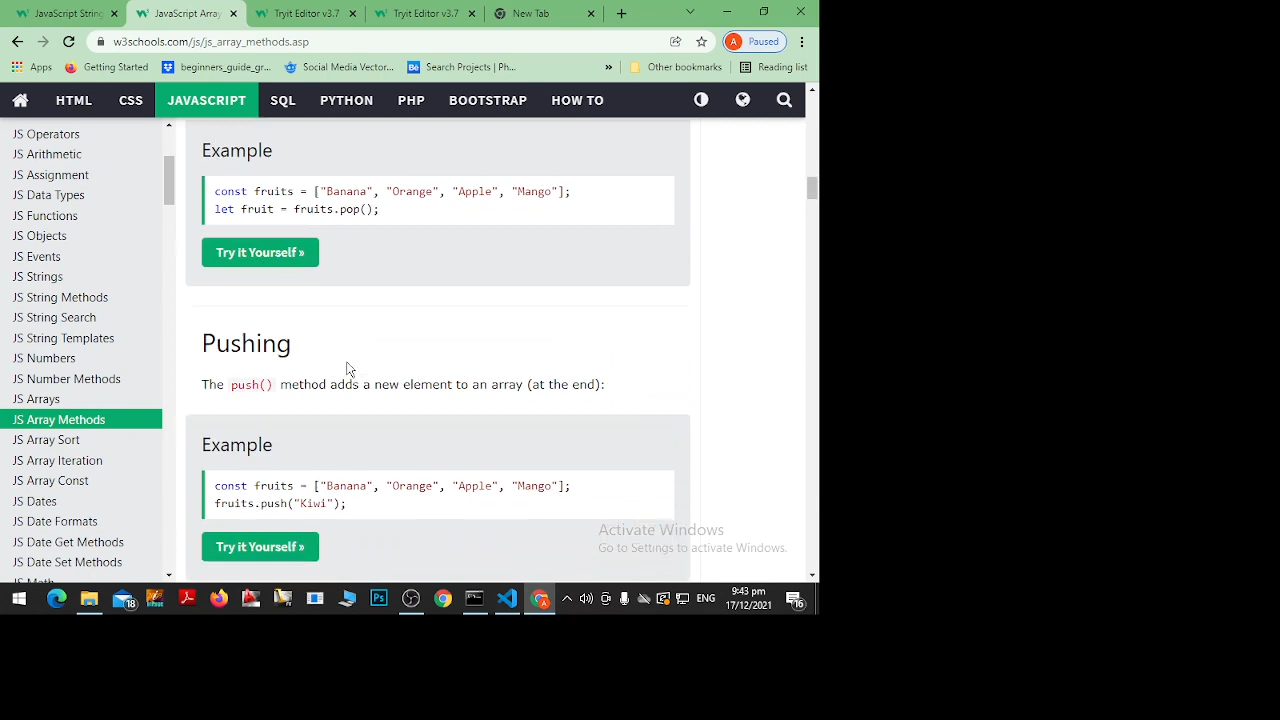 JavaScript String
JavaScript Array
Tryit Editor v3.7
Tryit Editor v3.7
New Tab
w3schools.com/js/js_array_methods.asp
A Paused
Apps
Getting Started
beginners_guide_gr...
Social Media Vector...
Search Projects | Ph...
»
Other bookmarks
Reading list
HTML
CSS
JAVASCRIPT
SQL
PYTHON
PHP
BOOTSTRAP
HOW TO
JS Operators
JS Arithmetic
JS Assignment
JS Data Types
JS Functions
JS Objects
JS Events
JS Strings
JS String Methods
JS String Search
JS String Templates
JS Numbers
JS Number Methods
JS Arrays
JS Array Methods
JS Array Sort
JS Array Iteration
JS Array Const
JS Dates
JS Date Formats
JS Date Get Methods
JS Date Set Methods
JS Math
Example
const fruits = ["Banana", "Orange", "Apple", "Mango"];
let fruit = fruits.pop();
Try it Yourself »
Pushing
The push() method adds a new element to an array (at the end):
Example
const fruits = ["Banana", "Orange", "Apple", "Mango"];
fruits.push("Kiwi");
Try it Yourself »
Activate Windows
Go to Settings to activate Windows.
18
Ps
ENG
9:43 pm
17/12/2021
16